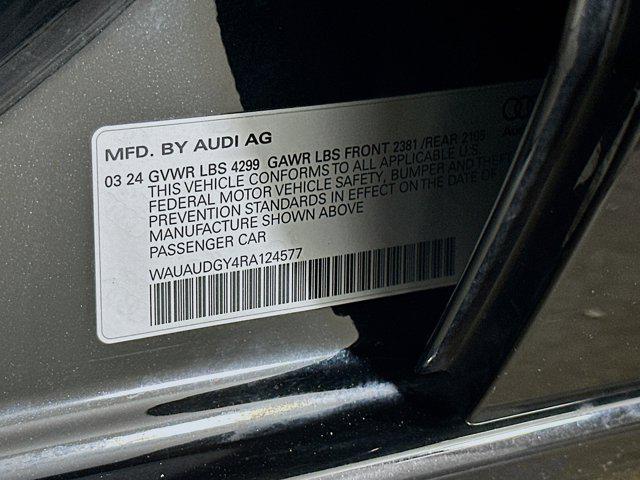 MFD. BY AUDI AG
03 24 GVWR LBS 4299 GAWR LBS FRONT 2381 /REAR 2105
THIS VEHICLE CONFORMS TO ALL APPLICABLE U.S.
FEDERAL MOTOR VEHICLE SAFETY, BUMPER AND THEFT
PREVENTION STANDARDS IN EFFECT ON THE DATE OF
MANUFACTURE SHOWN ABOVE
PASSENGER CAR
WAUAUDGY4RA124577